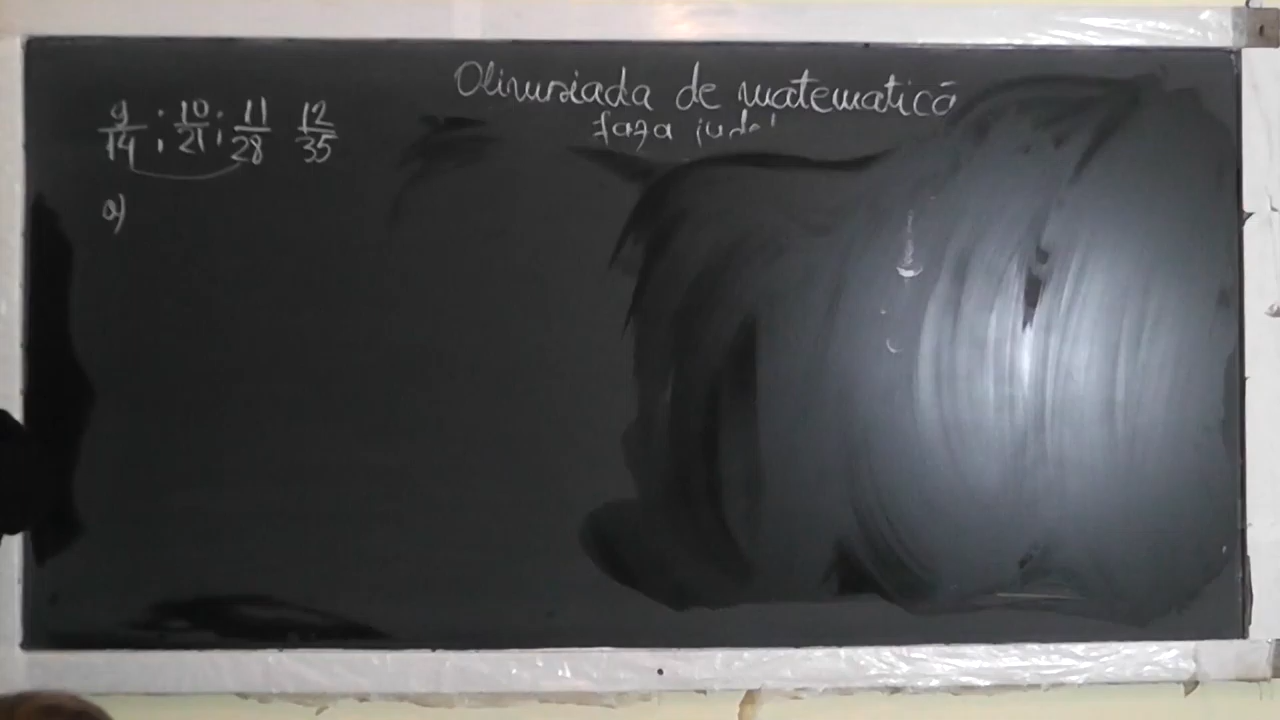 Olimpiada de matematică
faza jude
9/14 ; 10/21 ; 11/28 12/35
a)